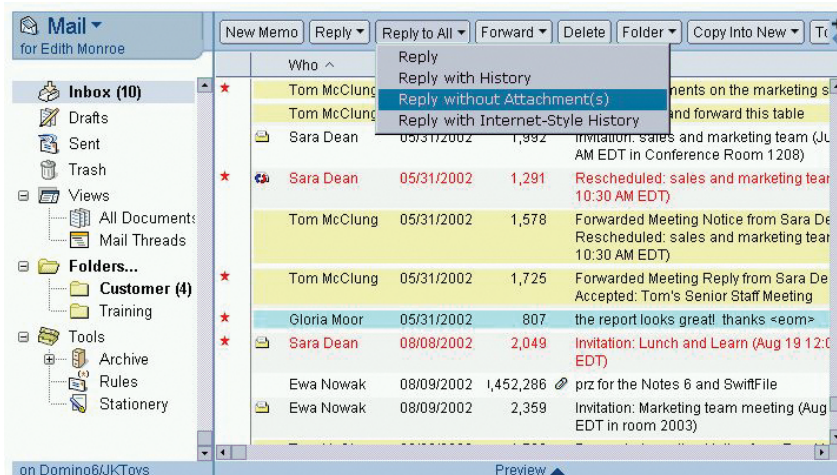 Mail
for Edith Monroe
New Memo Reply Reply to All Forward Delete Folder Copy Into New
Reply
Reply with History
Reply without Attachment(s)
Reply with Internet-Style History
Inbox (10)
Drafts
Sent
Trash
Views
All Documents
Mail Threads
Folders...
Customer (4)
Training
Tools
Archive
Rules
Stationery
on Domino6/JKToys
Who
Tom McClung ments on the marketing s
Tom McClung and forward this table
Sara Dean 05/31/2002 1,992 Invitation: sales and marketing team (Ju
AM EDT in Conference Room 1208)
Sara Dean 05/31/2002 1,291 Rescheduled: sales and marketing tear
10:30 AM EDT)
Tom McClung 05/31/2002 1,578 Forwarded Meeting Notice from Sara De
Rescheduled: sales and marketing tear
10:30 AM EDT)
Tom McClung 05/31/2002 1,725 Forwarded Meeting Reply from Sara De
Accepted: Tom's Senior Staff Meeting
Gloria Moor 05/31/2002 807 the report looks great! thanks <eom>
Sara Dean 08/08/2002 2,049 Invitation: Lunch and Learn (Aug 19 12:0
EDT)
Ewa Nowak 08/09/2002 1,452,286 prz for the Notes 6 and SwiftFile
Ewa Nowak 08/09/2002 2,359 Invitation: Marketing team meeting (Aug
EDT in room 2003)
Preview